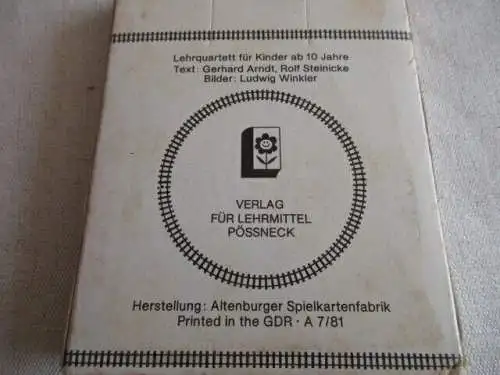 Lehrquartett für Kinder ab 10 Jahre
Text: Gerhard Arndt, Rolf Steinicke
Bilder: Ludwig Winkler
VERLAG
FÜR LEHRMITTEL
PÖSSNECK
Herstellung: Altenburger Spielkartenfabrik
Printed in the GDR · A 7/81